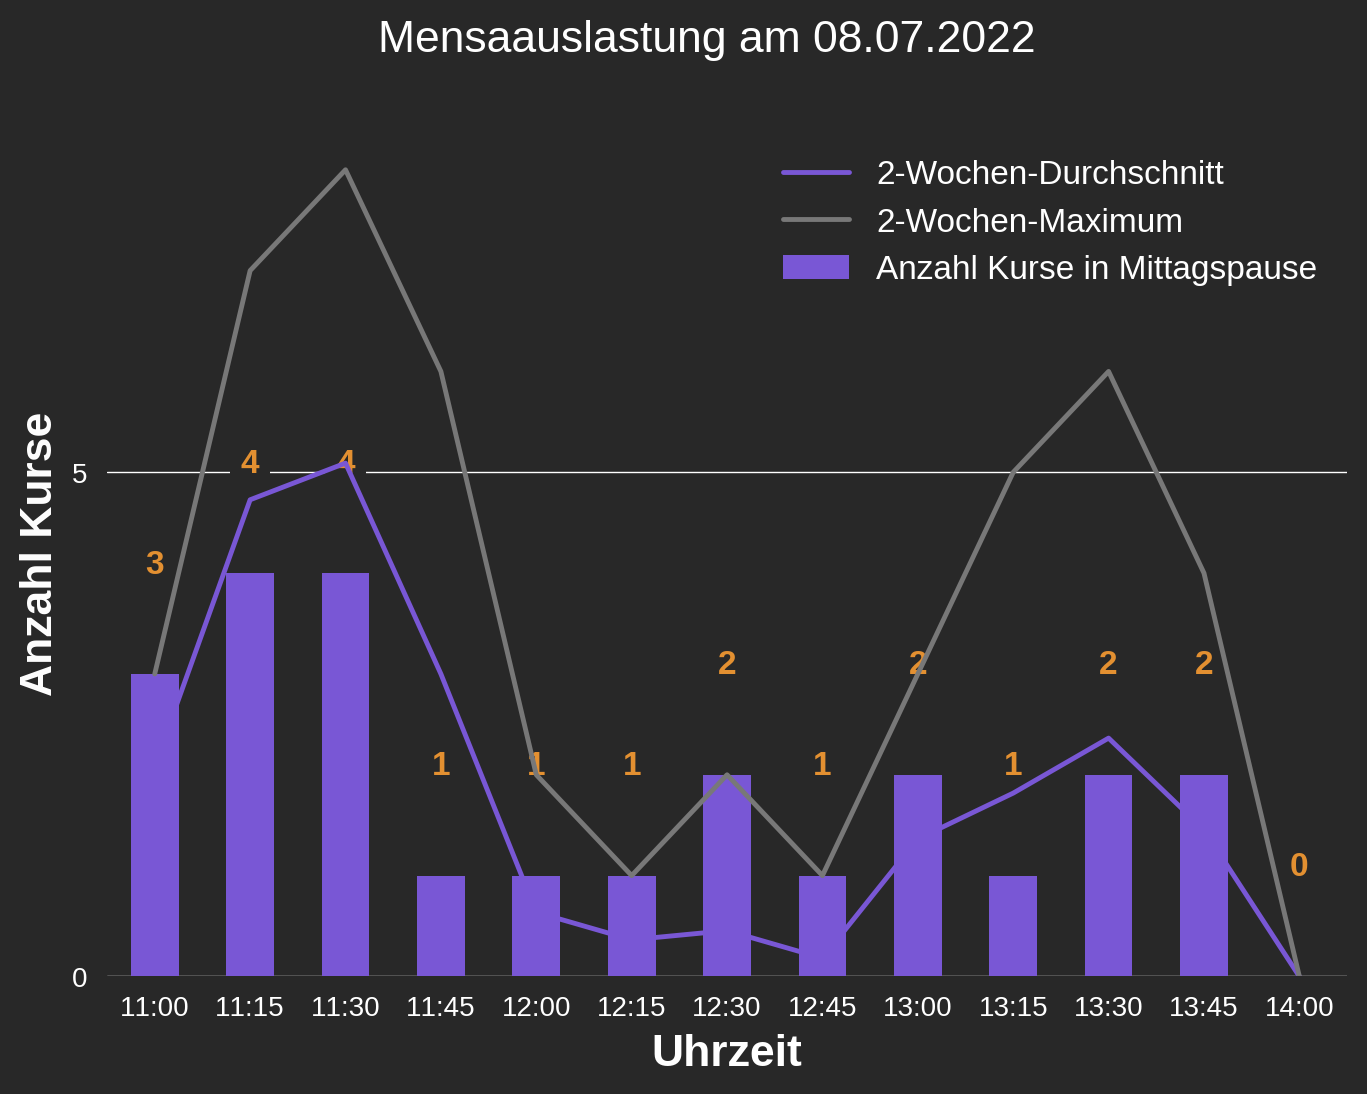 Mensaauslastung am 08.07.2022
2-Wochen-Durchschnitt
2-Wochen-Maximum
Anzahl Kurse in Mittagspause
Anzahl Kurse
5
0
3
4
4
1
1
1
2
1
2
1
2
2
0
11:00 11:15 11:30 11:45 12:00 12:15 12:30 12:45 13:00 13:15 13:30 13:45 14:00
Uhrzeit